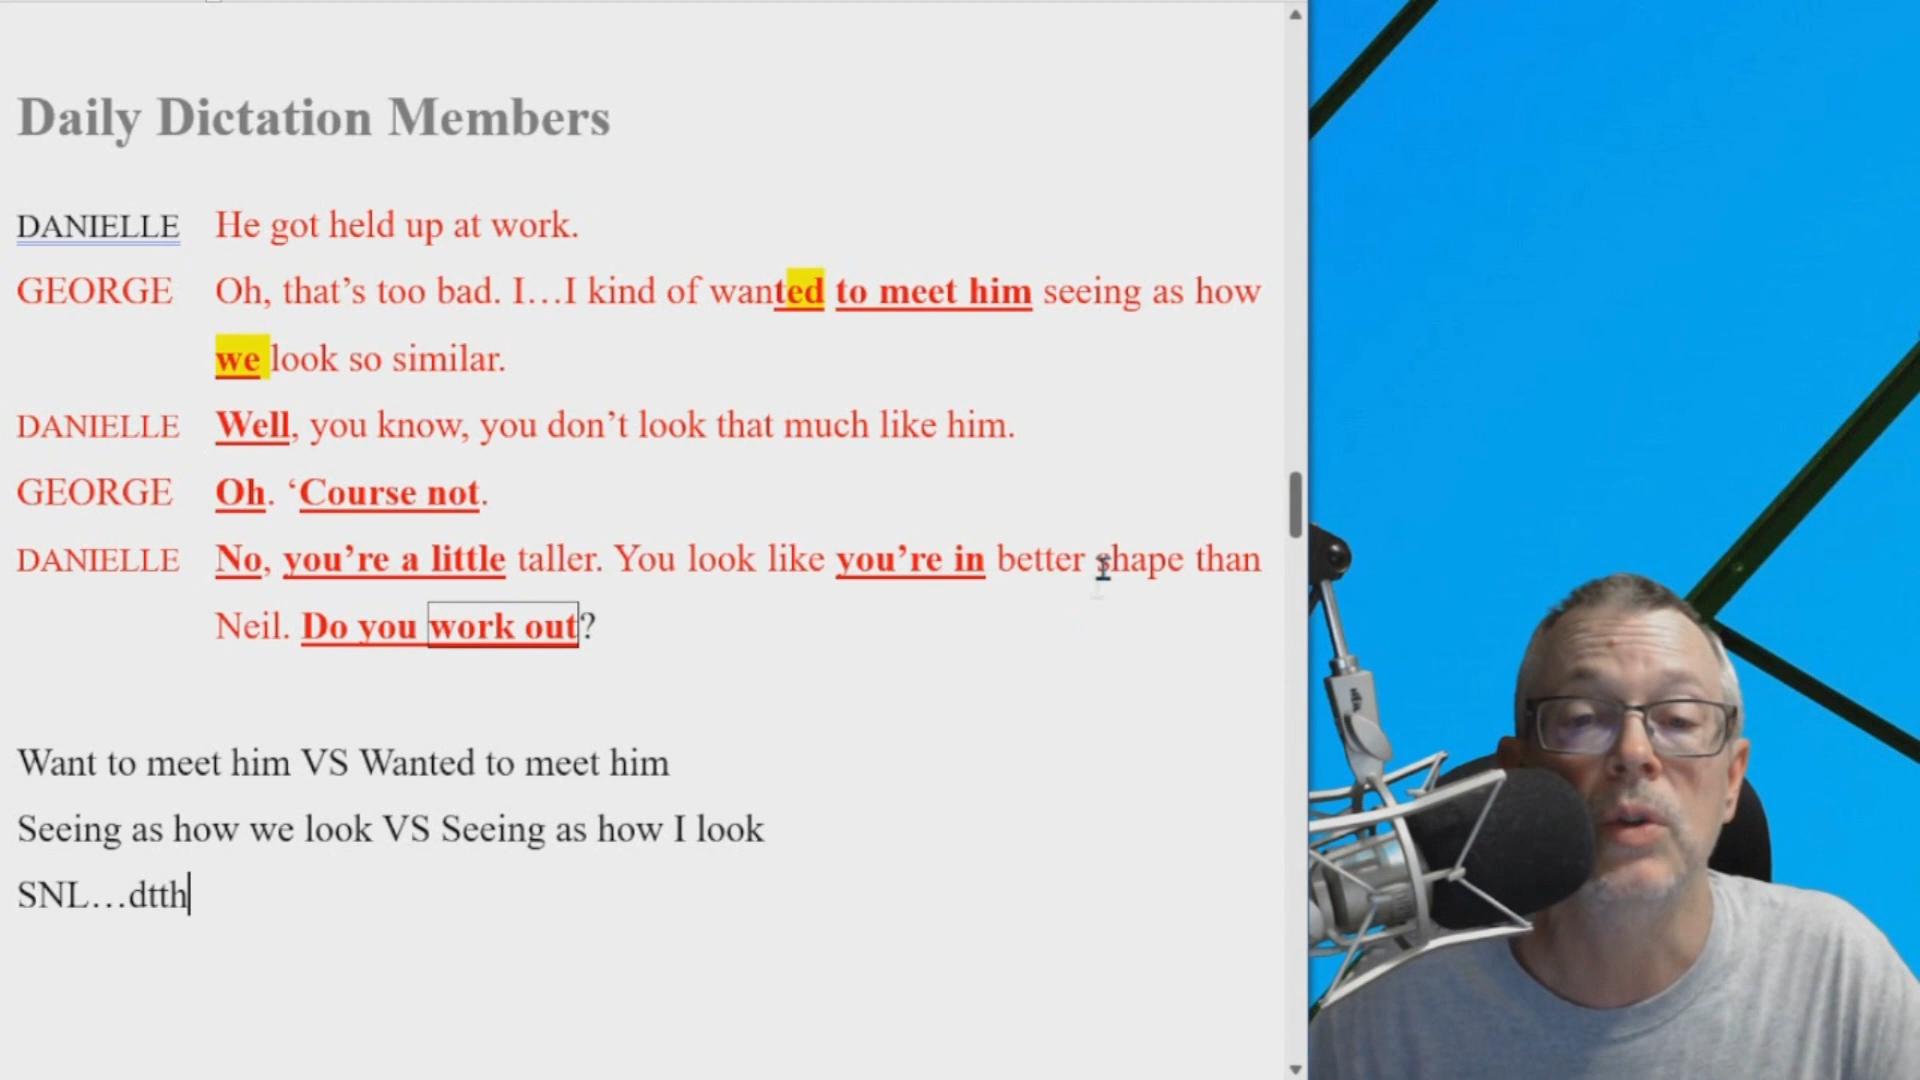 Daily Dictation Members
DANIELLE He got held up at work.
GEORGE Oh, that’s too bad. I…I kind of wanted to meet him seeing as how
we look so similar.
DANIELLE Well, you know, you don’t look that much like him.
GEORGE Oh. ‘Course not.
DANIELLE No, you’re a little taller. You look like you’re in better shape than
Neil. Do you work out?
Want to meet him VS Wanted to meet him
Seeing as how we look VS Seeing as how I look
SNL…dtth